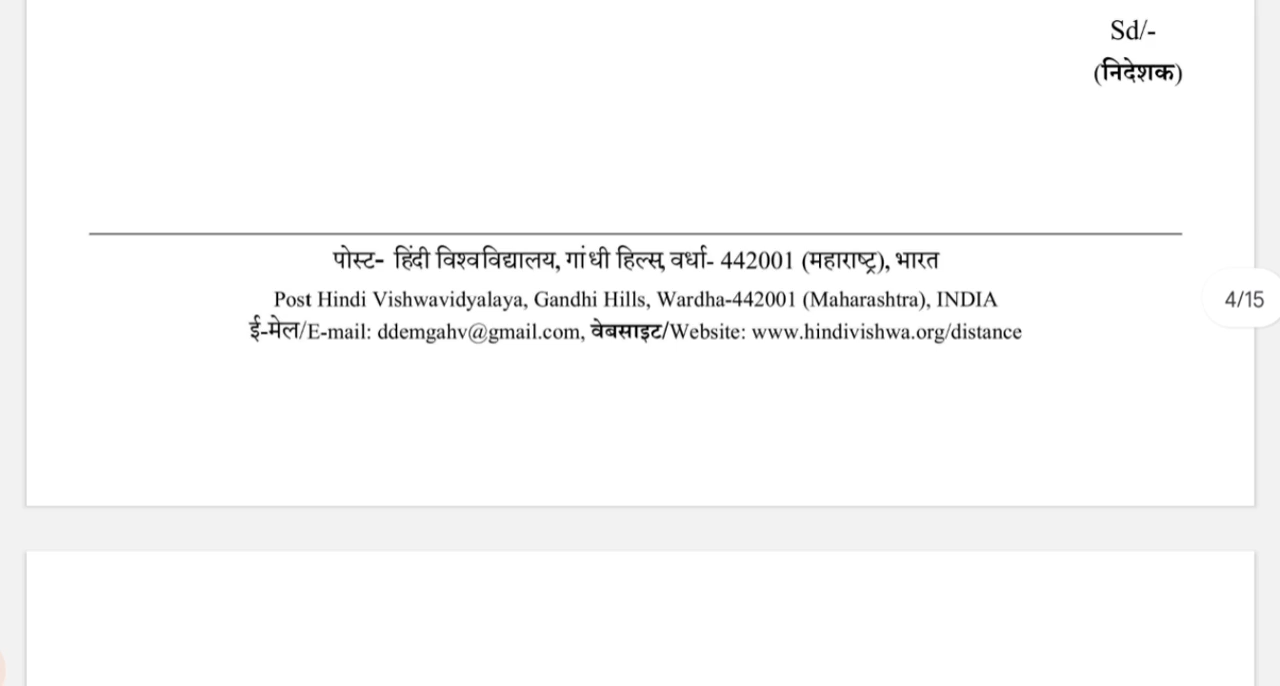 Sd/-
(निदेशक)
पोस्ट- हिंदी विश्वविद्यालय, गांधी हिल्स, वर्धा- 442001 (महाराष्ट्र), भारत
Post Hindi Vishwavidyalaya, Gandhi Hills, Wardha-442001 (Maharashtra), INDIA
4/15
ई-मेल/E-mail: ddemgahv@gmail.com, वेबसाइट/Website: www.hindivishwa.org/distance